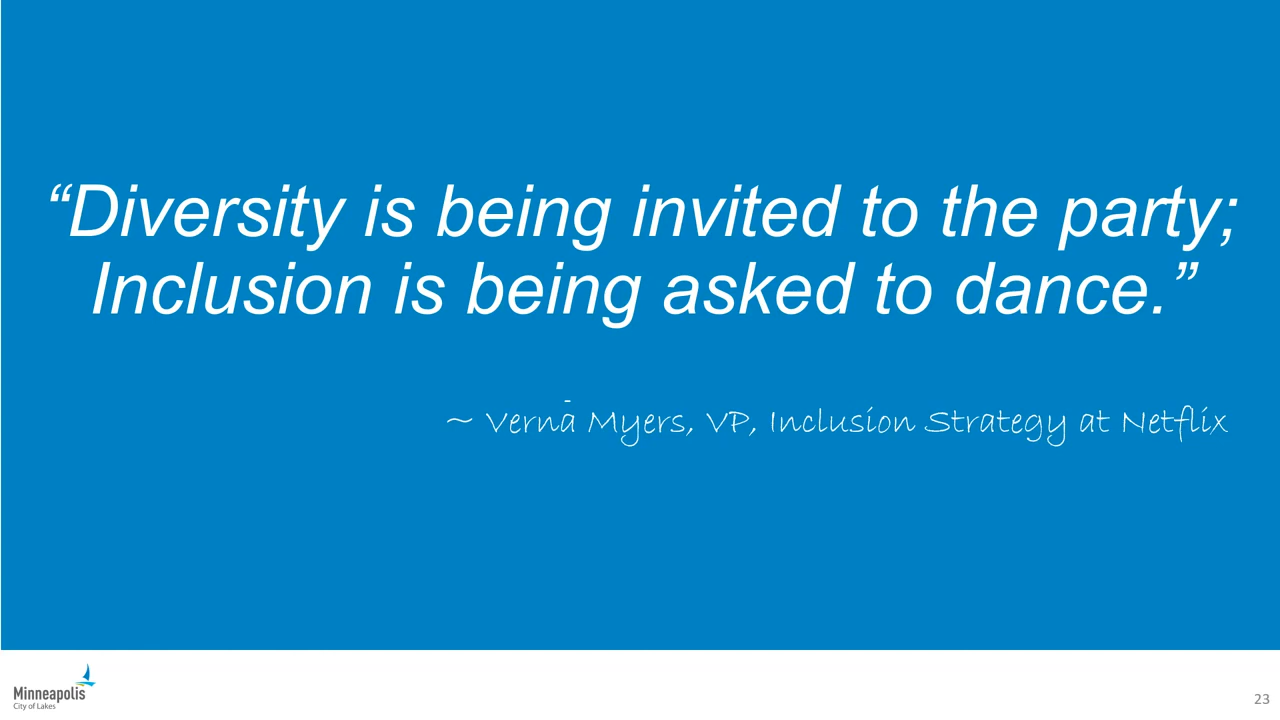 “Diversity is being invited to the party;
Inclusion is being asked to dance.”
~ Vernā Myers, VP, Inclusion Strategy at Netflix
Minneapolis
City of Lakes
23